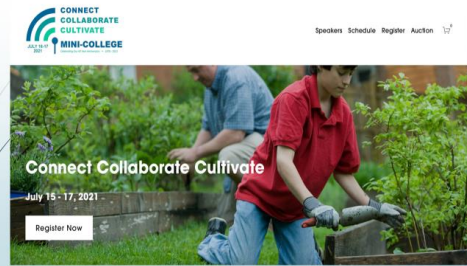 CONNECT
COLLABORATE
CULTIVATE
JULY 15-17
2021
MINI-COLLEGE
Speakers Schedule Register Auction
Connect Collaborate Cultivate
July 15 - 17, 2021
Register Now